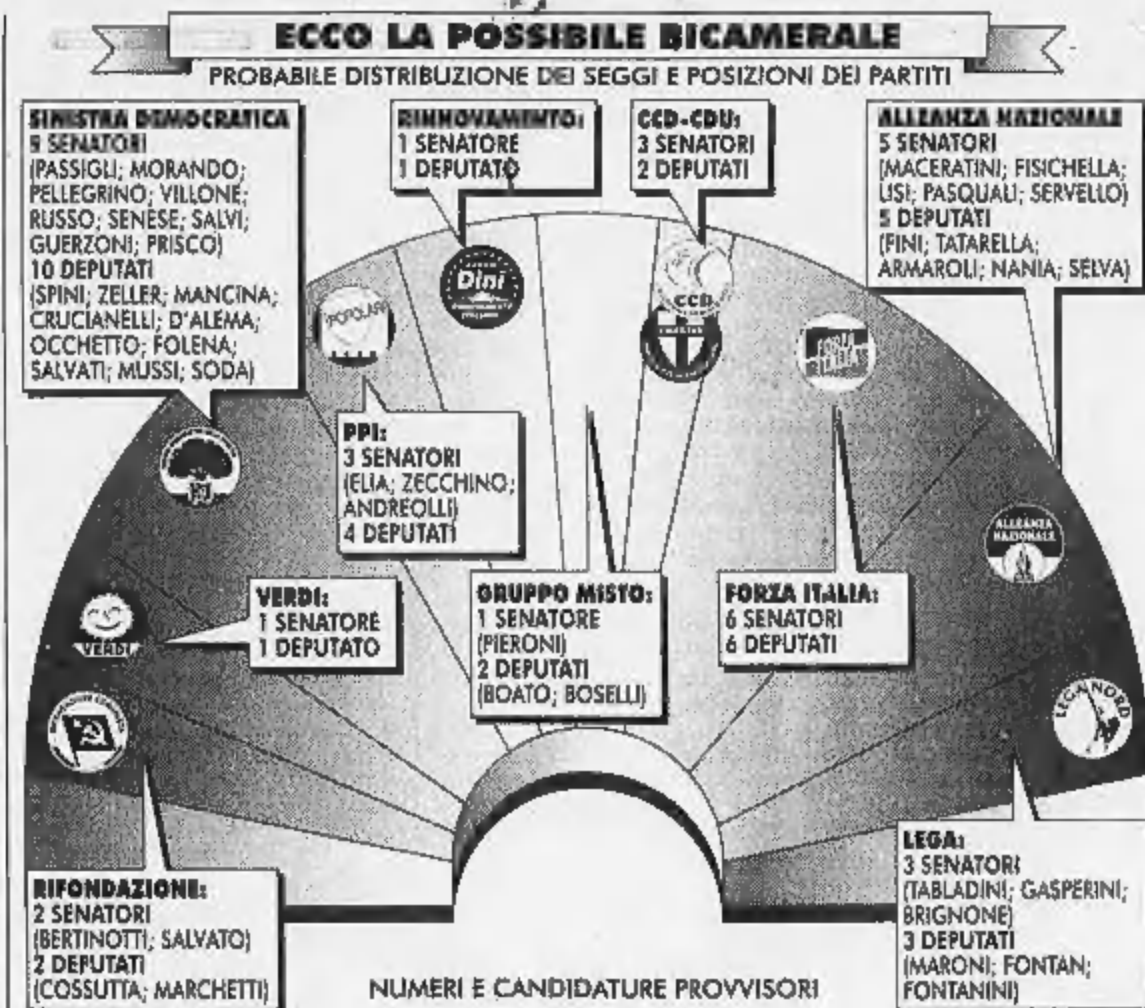 ECCO LA POSSIBILE BICAMERALE
PROBABILE DISTRIBUZIONE DEI SEGGI E POSIZIONI DEI PARTITI
SINISTRA DEMOCRATICA
9 SENATORI
(PASSIGLI; MORANDO;
PELLEGRINO; VILLONE;
RUSSO; SENESE; SALVI;
GUERZONI; PRISCO)
10 DEPUTATI
(SPINI; ZELLER; MANCINA;
CRUCIANELLI; D'ALEMA;
OCCHETTO; FOLENA;
SALVATI; MUSSI; SODA)
RINNOVAMENTO:
1 SENATORE
1 DEPUTATO
CCD-CDU:
3 SENATORI
2 DEPUTATI
ALLEANZA NAZIONALE
5 SENATORI
(MACERATINI; FISICHELLA;
LISI; PASQUALI; SERVELLO)
5 DEPUTATI
(FINI; TATARELLA;
ARMAROLI; NANIA; SELVA)
Dini
POPOLARI
CCD
FORZA
ITALIA
PPI:
3 SENATORI
(ELIA; ZECCHINO;
ANDREOLLI)
4 DEPUTATI
ALLEANZA
NAZIONALE
VERDI
VERDI:
1 SENATORE
1 DEPUTATO
GRUPPO MISTO:
1 SENATORE
(PIERONI)
2 DEPUTATI
(BOATO; BOSELLI)
FORZA ITALIA:
6 SENATORI
6 DEPUTATI
LEGA NORD
RIFONDAZIONE:
2 SENATORI
(BERTINOTTI; SALVATO)
2 DEPUTATI
(COSSUTTA; MARCHETTI)
LEGA:
3 SENATORI
(TABLADINI; GASPERINI;
BRIGNONE)
3 DEPUTATI
(MARONI; FONTAN;
FONTANINI)
NUMERI E CANDIDATURE PROVVISORI